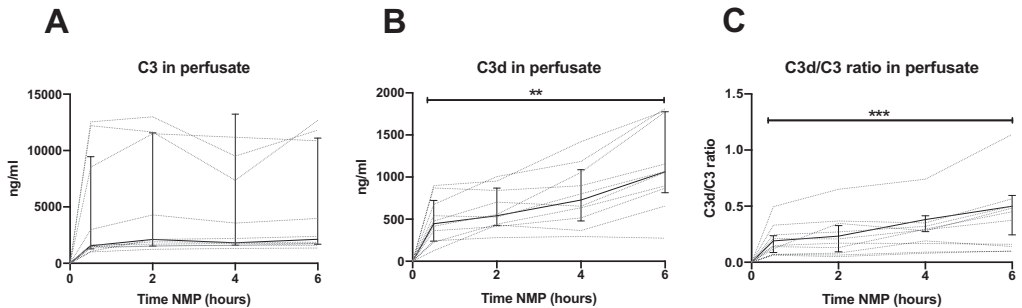 A
C3 in perfusate
15000
10000
5000
0
ng/ml
0 2 4 6
Time NMP (hours)
B
C3d in perfusate
2000
1500
1000
500
0
ng/ml
**
0 2 4 6
Time NMP (hours)
C
C3d/C3 ratio in perfusate
1.5
1.0
0.5
0.0
C3d/C3 ratio
***
0 2 4 6
Time NMP (hours)